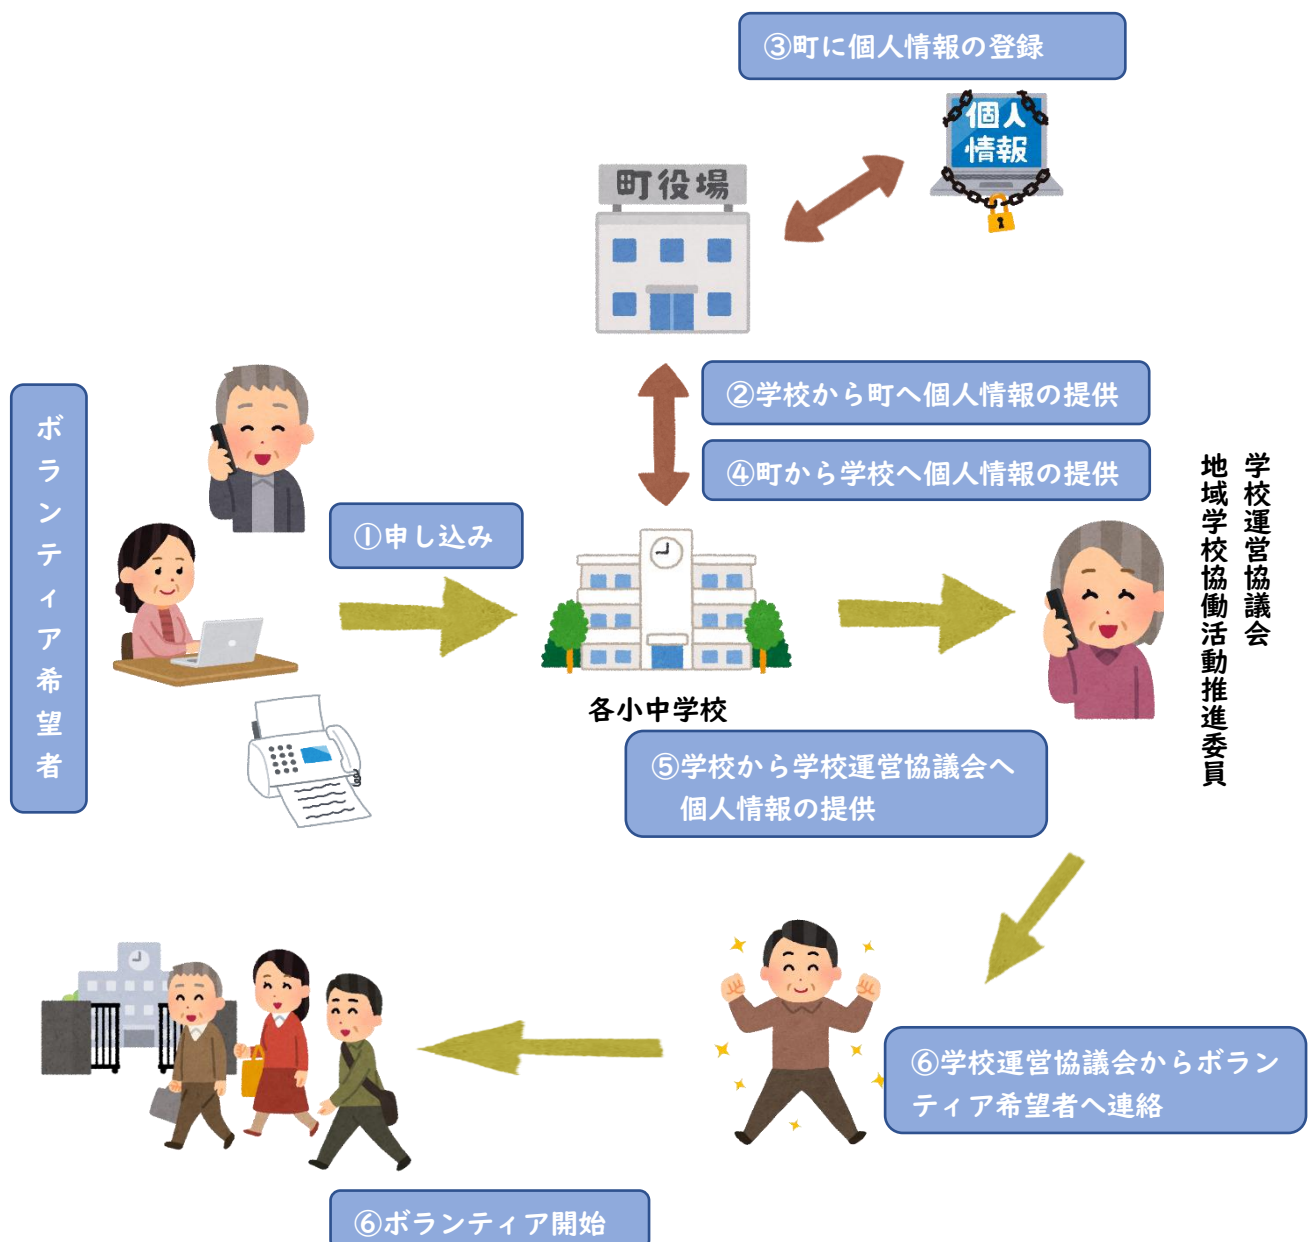 ③町に個人情報の登録
個人
情報
町役場
②学校から町へ個人情報の提供
④町から学校へ個人情報の提供
ボランティア希望者
①申し込み
学校運営協議会
地域学校協働活動推進委員
各小中学校
⑤学校から学校運営協議会へ
個人情報の提供
⑥学校運営協議会からボラン
ティア希望者へ連絡
⑥ボランティア開始